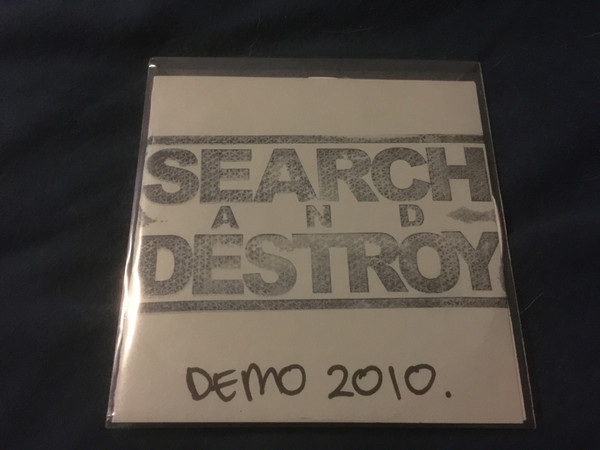 SEARCH
AND
DESTROY
DEMO 2010.